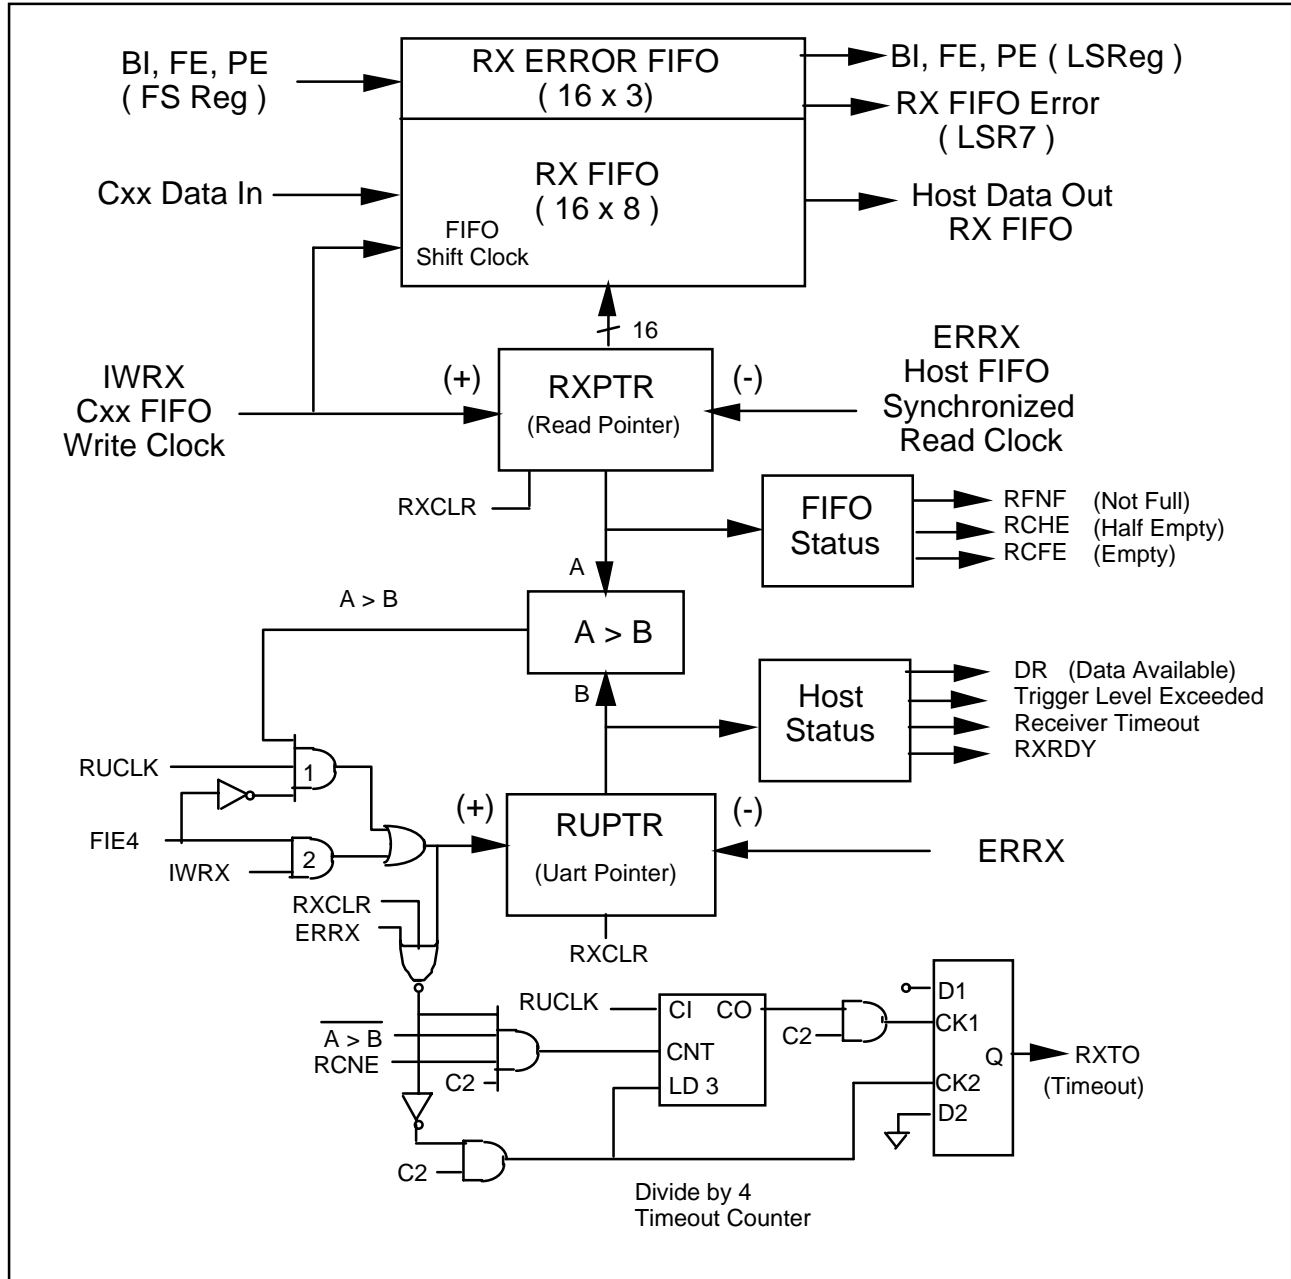 BI, FE, PE
( FS Reg )
RX ERROR FIFO
( 16 x 3)
BI, FE, PE ( LSReg )
RX FIFO Error
( LSR7 )
Cxx Data In
RX FIFO
( 16 x 8 )
FIFO
Shift Clock
Host Data Out
RX FIFO
16
IWRX
Cxx FIFO
Write Clock
(+)
RXPTR
(Read Pointer)
(-)
ERRX
Host FIFO
Synchronized
Read Clock
RXCLR
FIFO
Status
RFNF (Not Full)
RCHE (Half Empty)
RCFE (Empty)
A
A > B
A > B
B
Host
Status
DR (Data Available)
Trigger Level Exceeded
Receiver Timeout
RXRDY
RUCLK
1
FIE4
2
IWRX
(+)
RUPTR
(Uart Pointer)
(-)
ERRX
RXCLR
ERRX
RXCLR
RUCLK
CI CO
CNT
LD 3
A > B
RCNE
C2
C2
C2
D1
CK1
Q
CK2
D2
RXTO
(Timeout)
Divide by 4
Timeout Counter